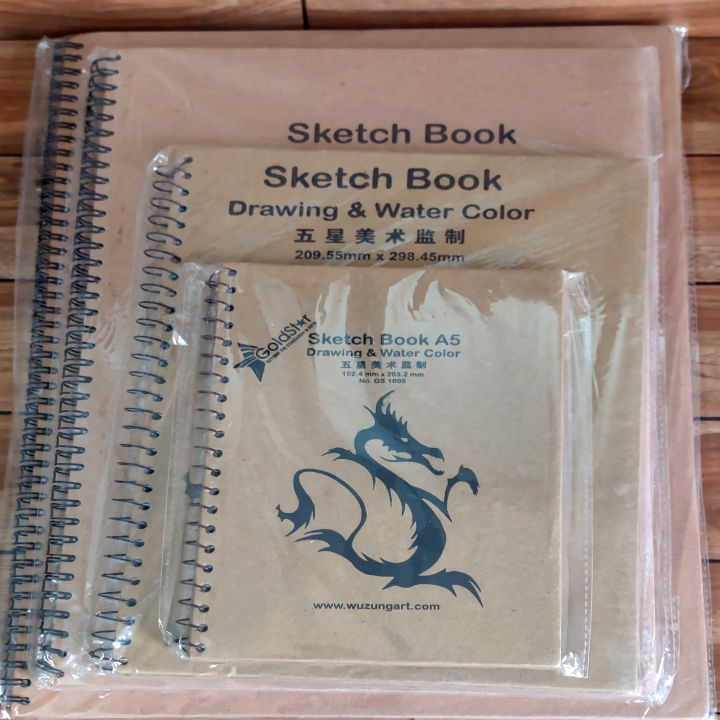 Sketch Book
Sketch Book
Drawing & Water Color
五星美术监制
209.55mm x 298.45mm
GoldStar
Sketch Book A5
Drawing & Water Color
五星美术监制
152.4 mm x 203.2 mm
No. GS.1005
www.wuzungart.com